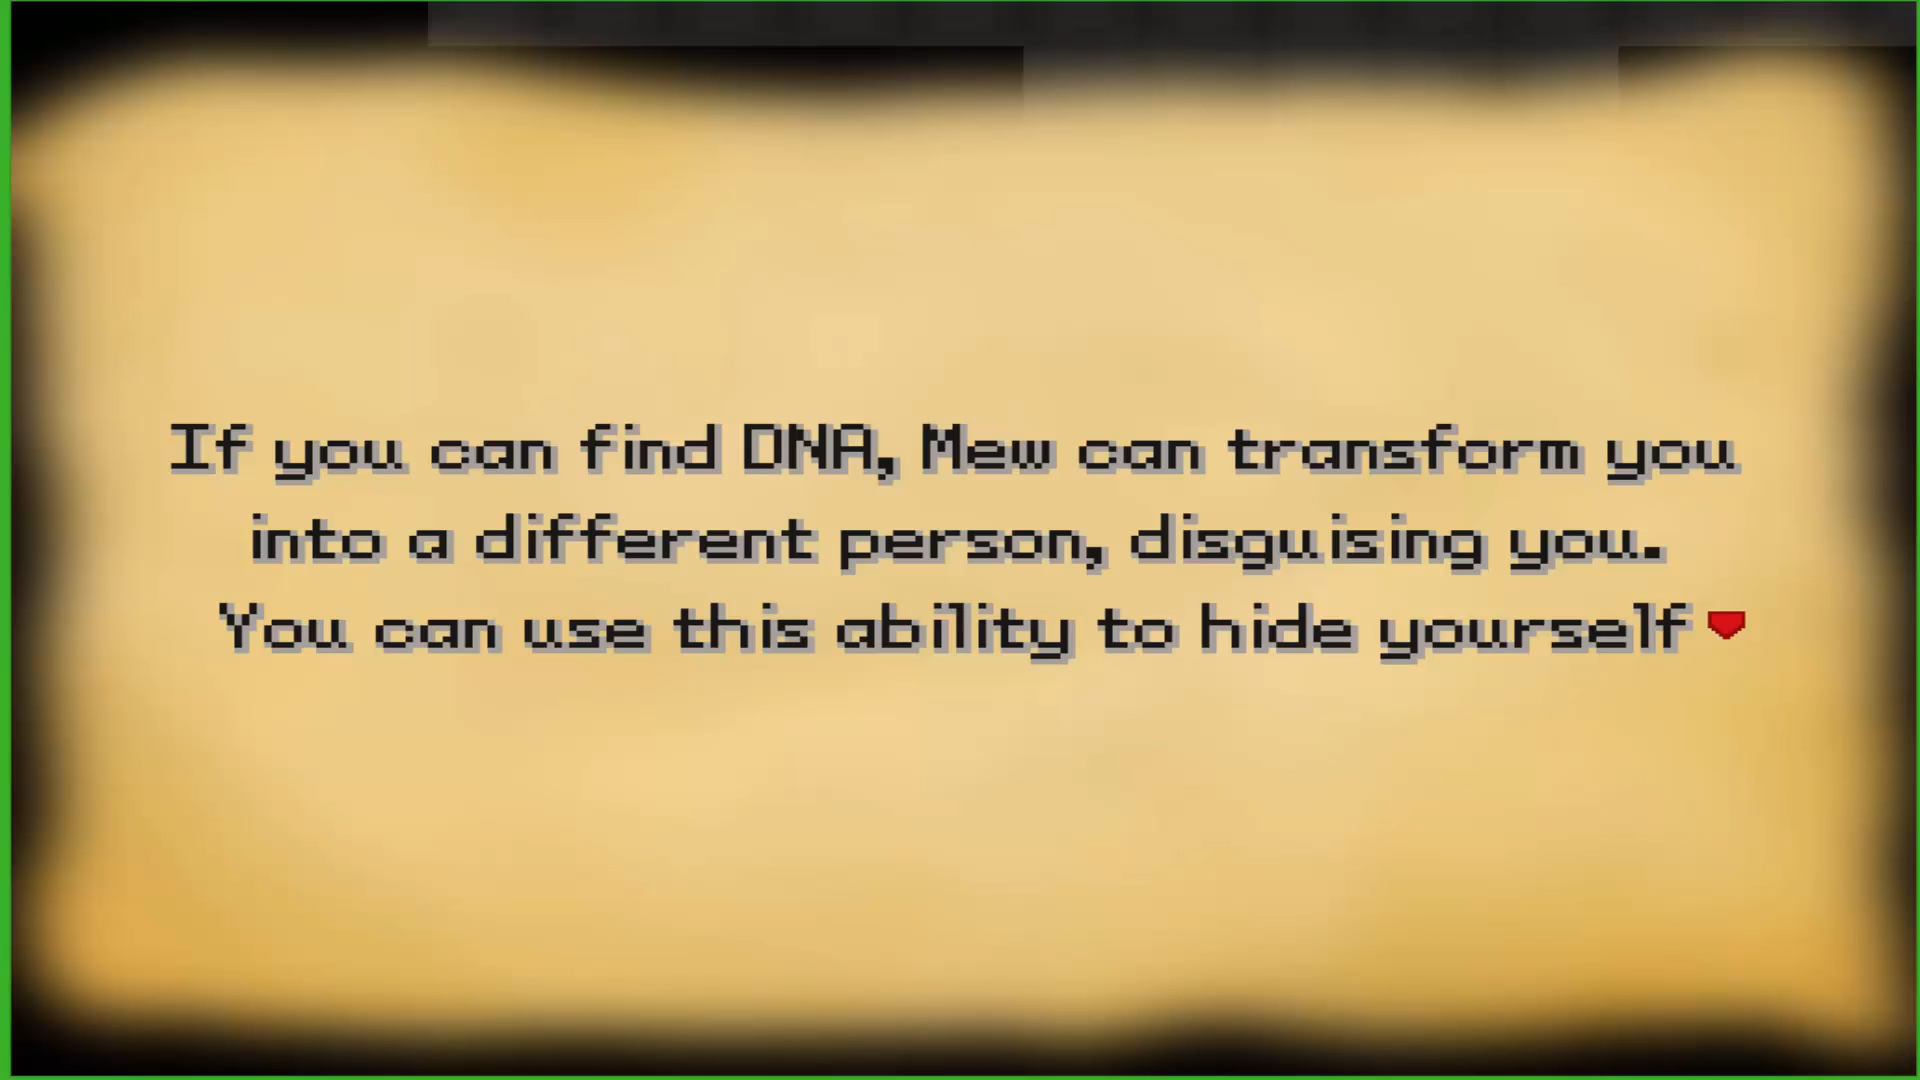 If you can find DNA, Mew can transform you
into a different person, disguising you.
You can use this ability to hide yourself